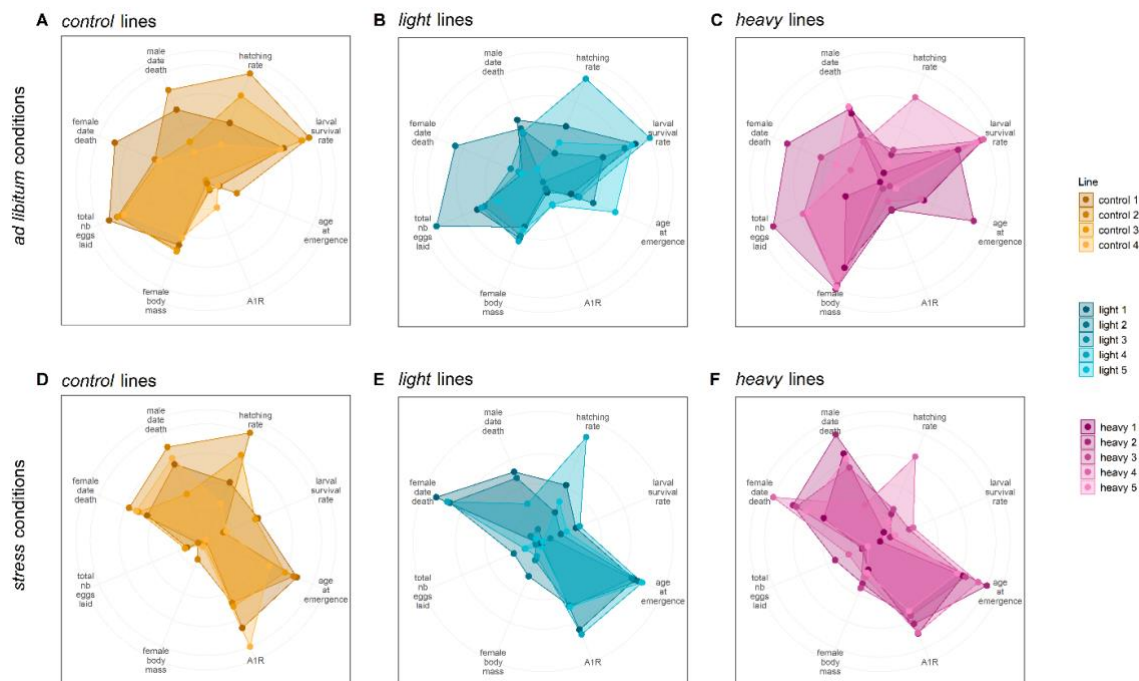 A control lines
B light lines
C heavy lines
ad libitum conditions
male
date
death
hatching
rate
larval
survival
rate
age
at
emergence
A1R
female
body
mass
total
nb
eggs
laid
female
date
death
male
date
death
hatching
rate
larval
survival
rate
age
at
emergence
A1R
female
body
mass
total
nb
eggs
laid
female
date
death
male
date
death
hatching
rate
larval
survival
rate
age
at
emergence
A1R
female
body
mass
total
nb
eggs
laid
female
date
death
Line
control 1
control 2
control 3
control 4
light 1
light 2
light 3
light 4
light 5
heavy 1
heavy 2
heavy 3
heavy 4
heavy 5
D control lines
E light lines
F heavy lines
stress conditions
male
date
death
hatching
rate
larval
survival
rate
age
at
emergence
A1R
female
body
mass
total
nb
eggs
laid
female
date
death
male
date
death
hatching
rate
larval
survival
rate
age
at
emergence
A1R
female
body
mass
total
nb
eggs
laid
female
date
death
male
date
death
hatching
rate
larval
survival
rate
age
at
emergence
A1R
female
body
mass
total
nb
eggs
laid
female
date
death